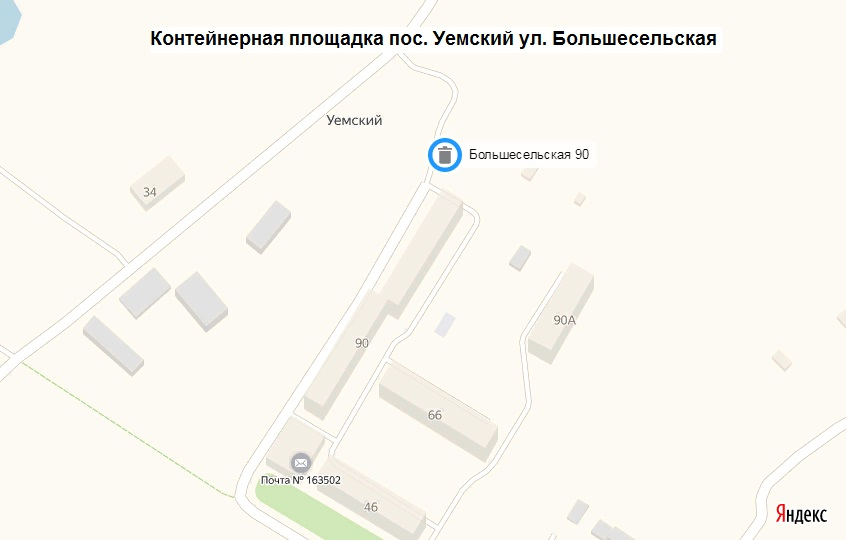 Контейнерная площадка пос. Уемский ул. Большесельская
Уемский
Большесельская 90
34
90А
90
66
Почта № 163502
46
Яндекс